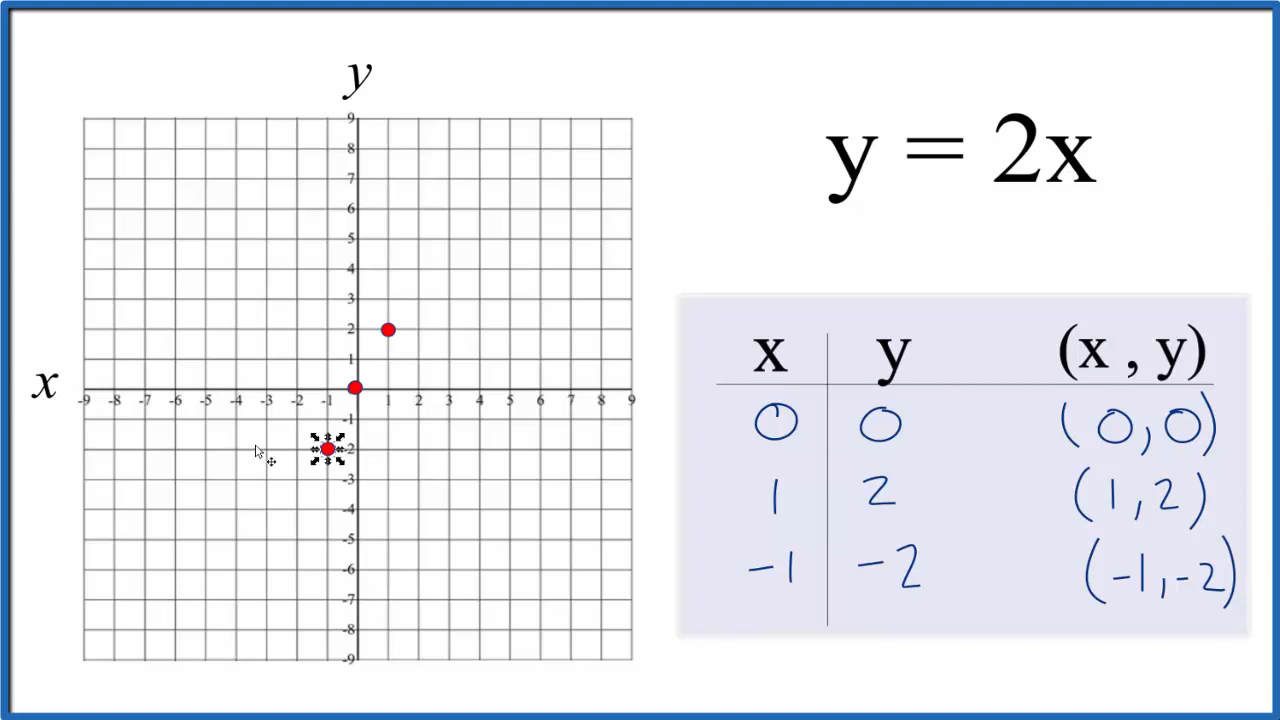 y
9
8
7
6
5
4
3
2
1
x
-9 -8 -7 -6 -5 -4 -3 -2 -1 1 2 3 4 5 6 7 8 9
-1
-2
-3
-4
-5
-6
-7
-8
-9
y = 2x
x y (x , y)
0 0 (0,0)
1 2 (1,2)
-1 -2 (-1,-2)